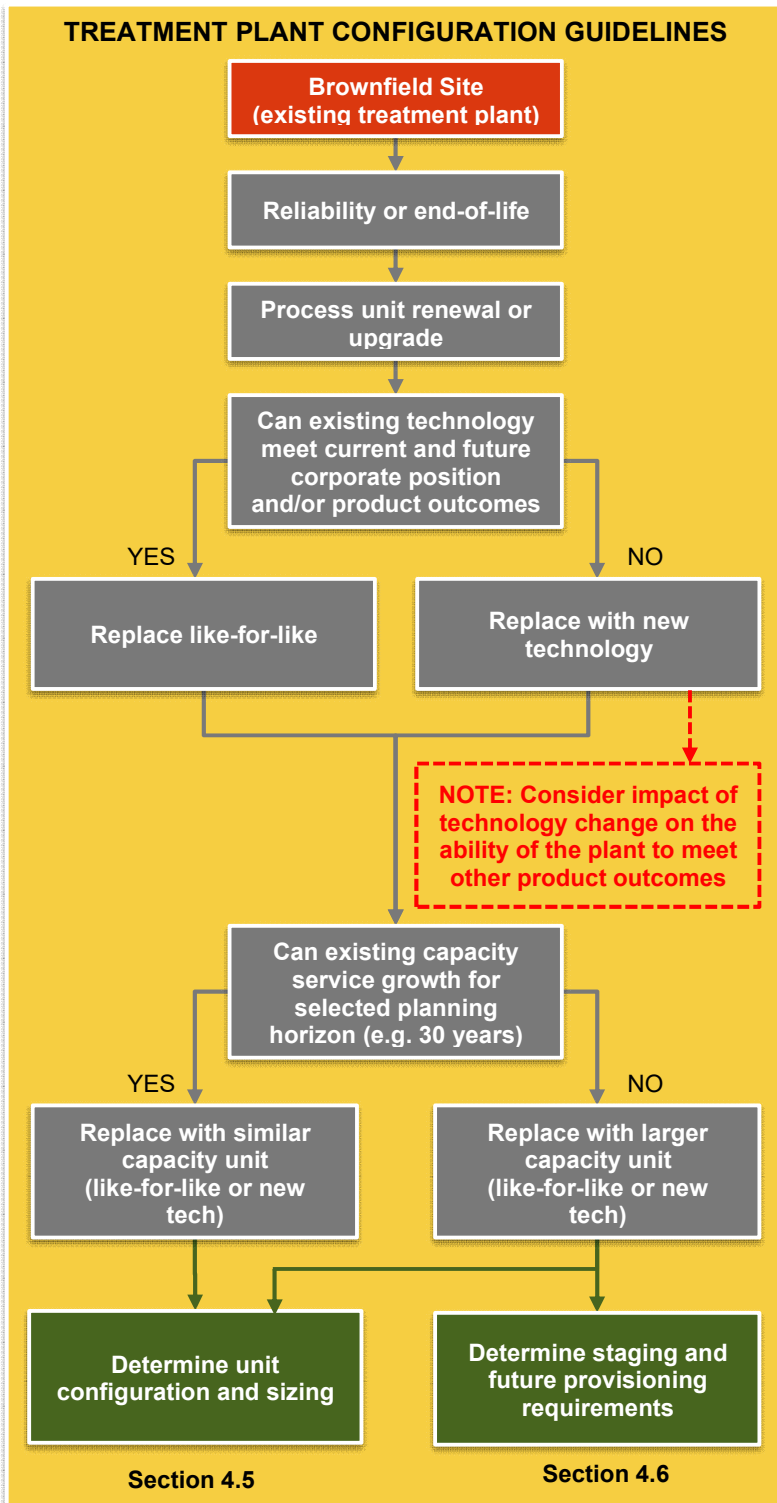 TREATMENT PLANT CONFIGURATION GUIDELINES
Brownfield Site
(existing treatment plant)
Reliability or end-of-life
Process unit renewal or
upgrade
Can existing technology
meet current and future
corporate position
and/or product outcomes
YES
NO
Replace like-for-like
Replace with new
technology
NOTE: Consider impact of
technology change on the
ability of the plant to meet
other product outcomes
Can existing capacity
service growth for
selected planning
horizon (e.g. 30 years)
YES
NO
Replace with similar
capacity unit
(like-for-like or new
tech)
Replace with larger
capacity unit
(like-for-like or new
tech)
Determine unit
configuration and sizing
Determine staging and
future provisioning
requirements
Section 4.5
Section 4.6